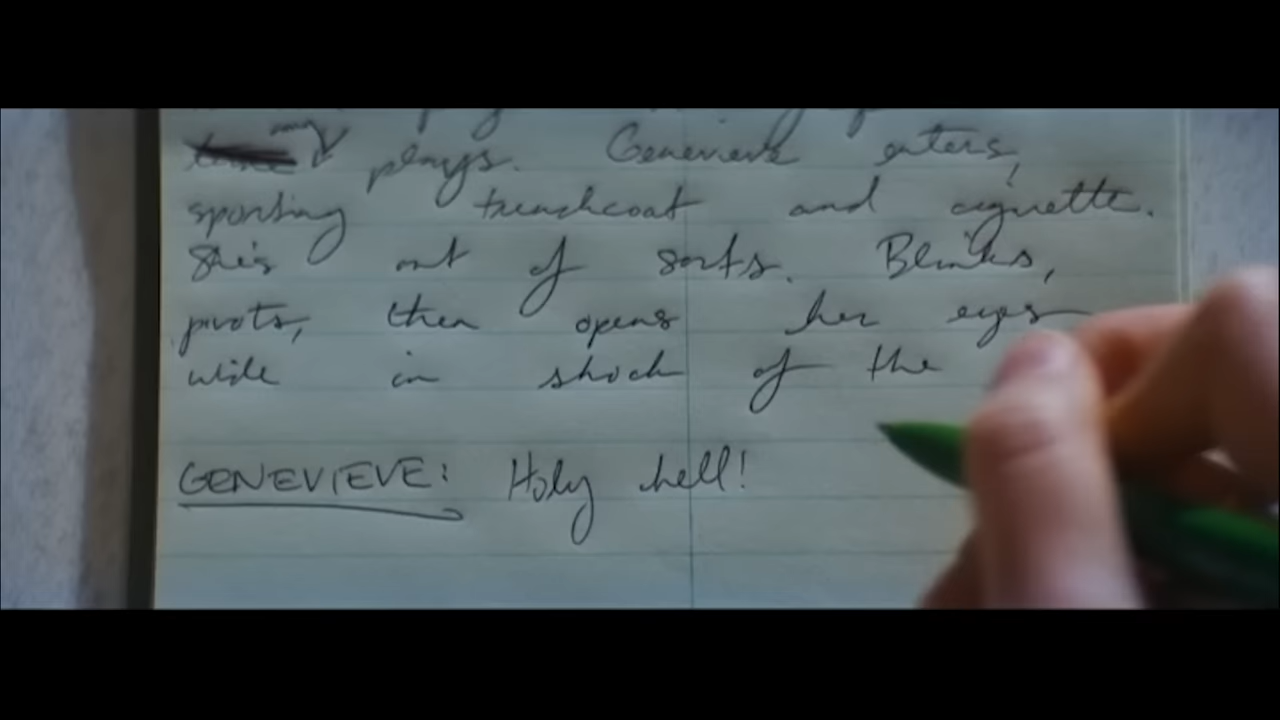 plays. Genevieve enters,
sporting trenchcoat and cigarette.
She's out of sorts. Blinks,
pivots, then opens her eyes
wide in shock of the
GENEVIEVE: Holy hell!